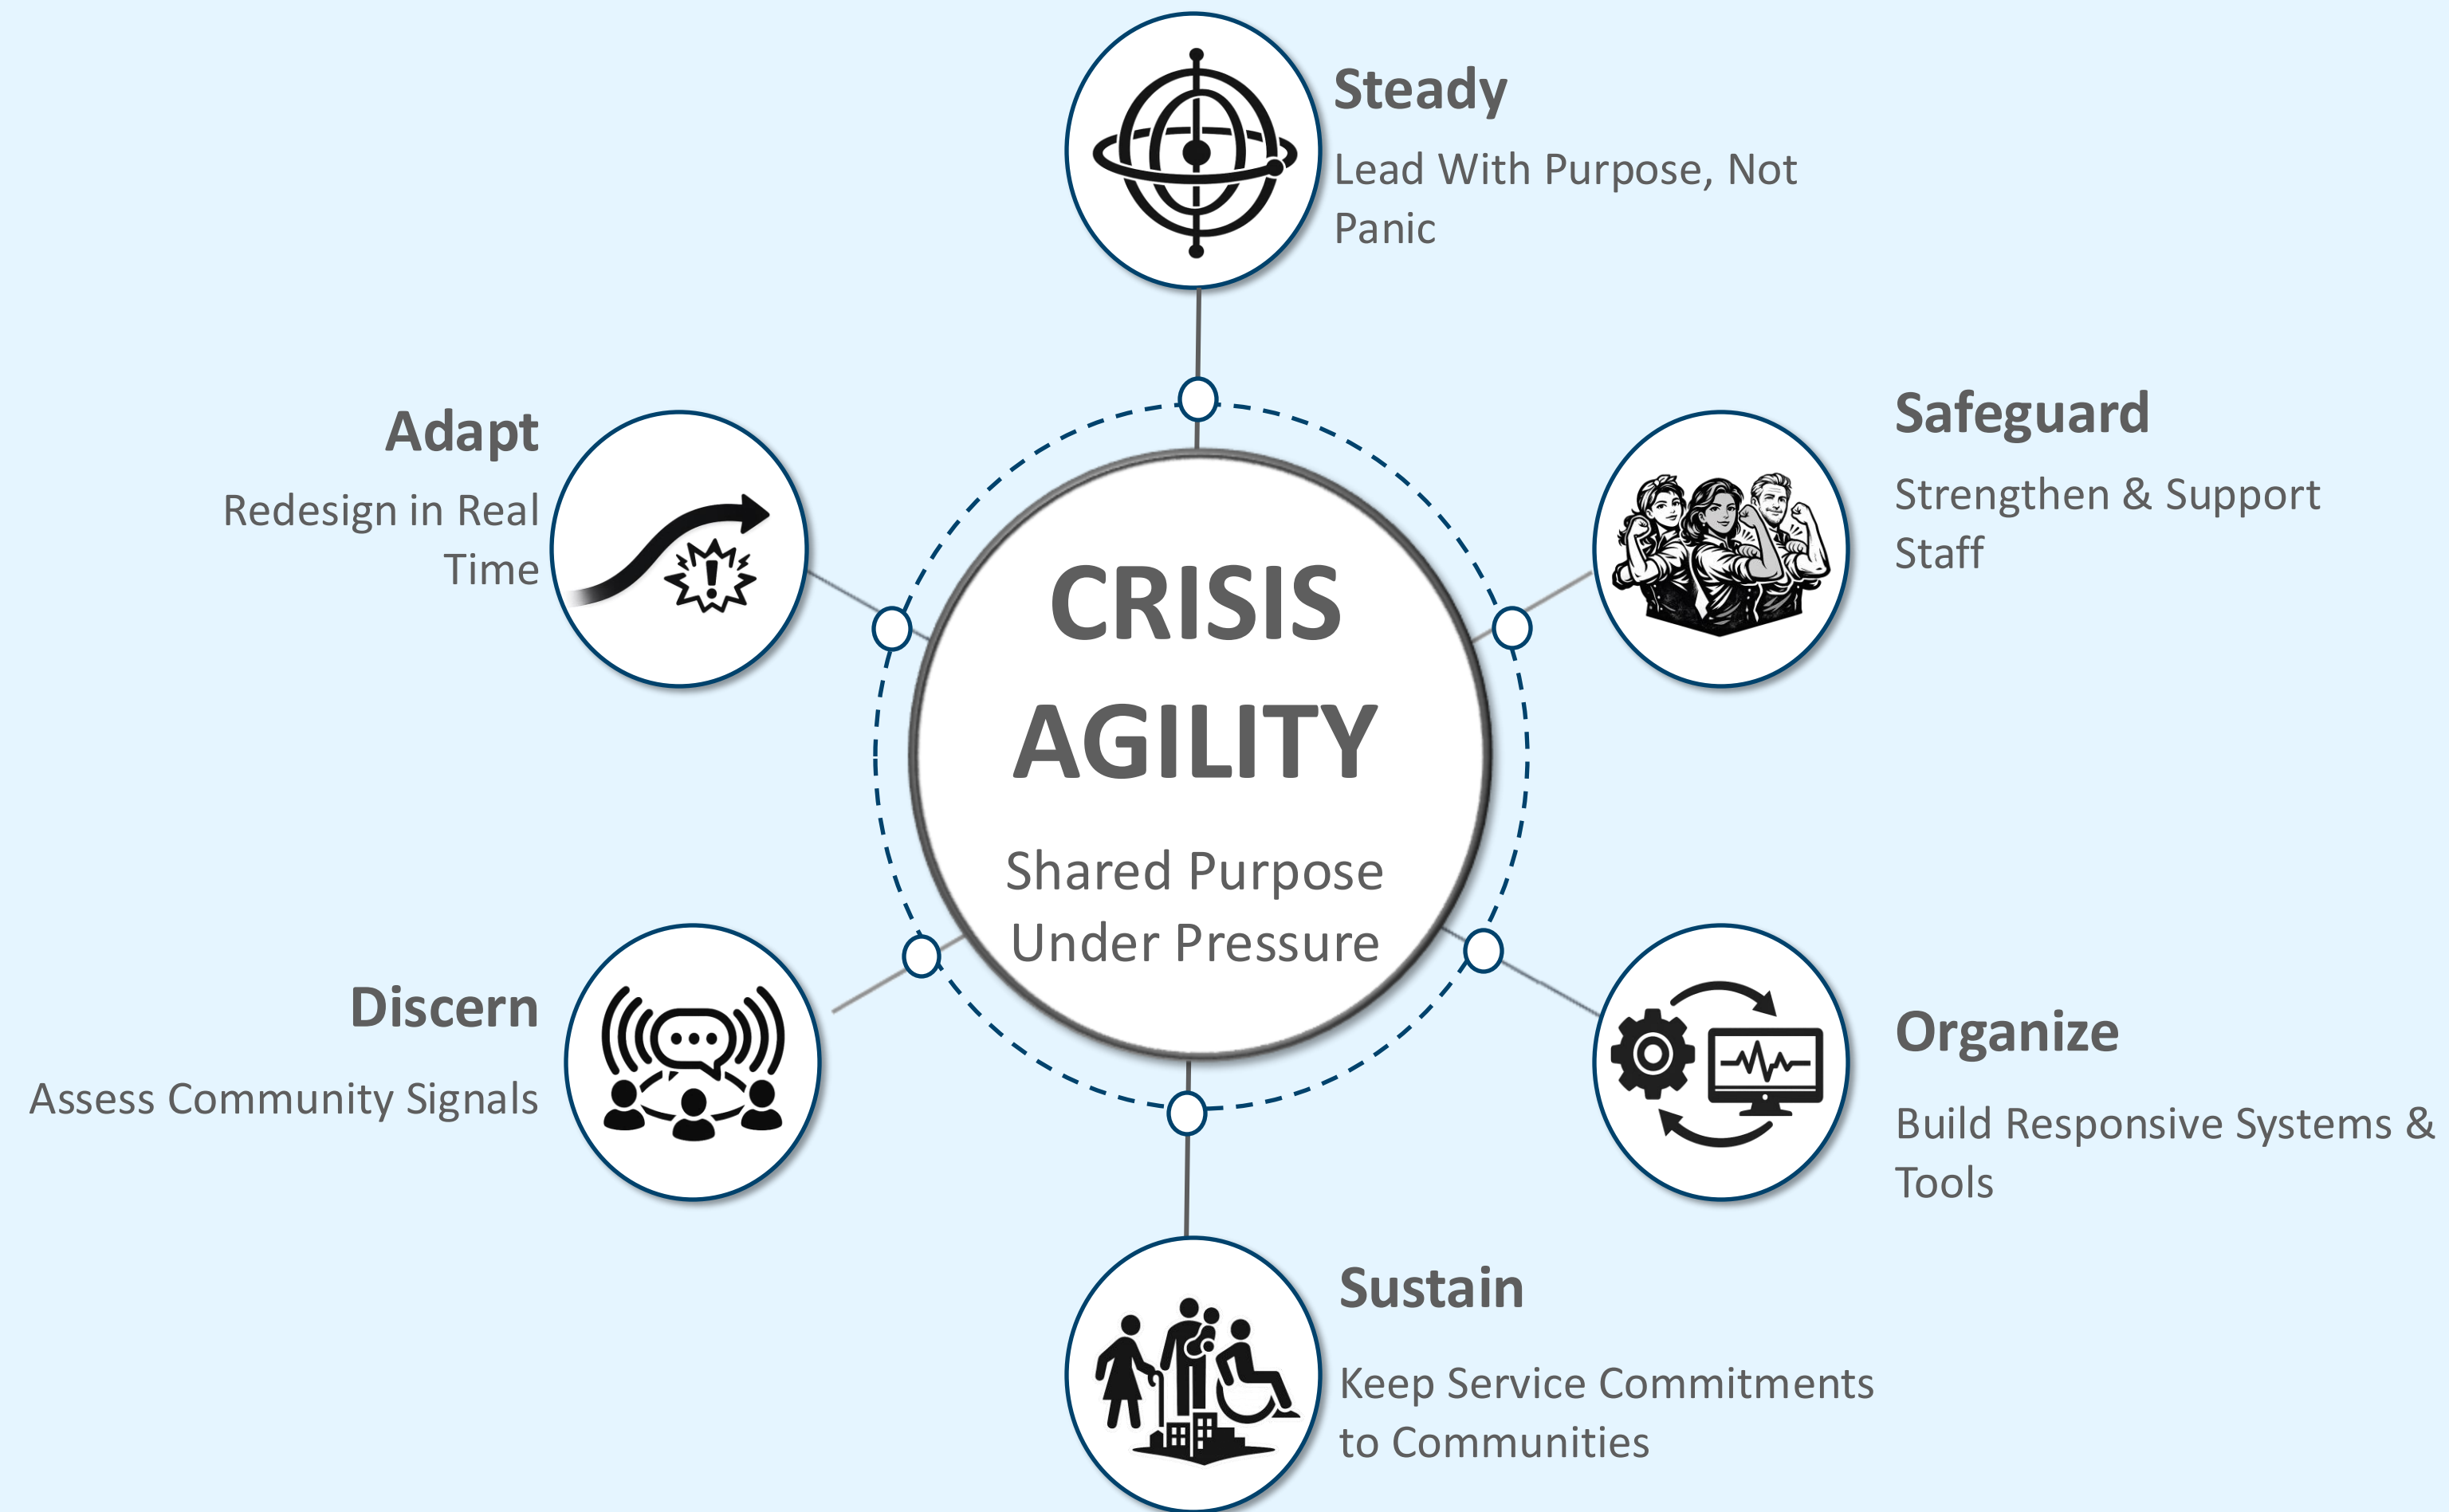 Steady
Lead With Purpose, Not
Panic
Adapt
Redesign in Real
Time
Safeguard
Strengthen & Support
Staff
CRISIS
AGILITY
Shared Purpose
Under Pressure
Discern
Assess Community Signals
Organize
Build Responsive Systems &
Tools
Sustain
Keep Service Commitments
to Communities